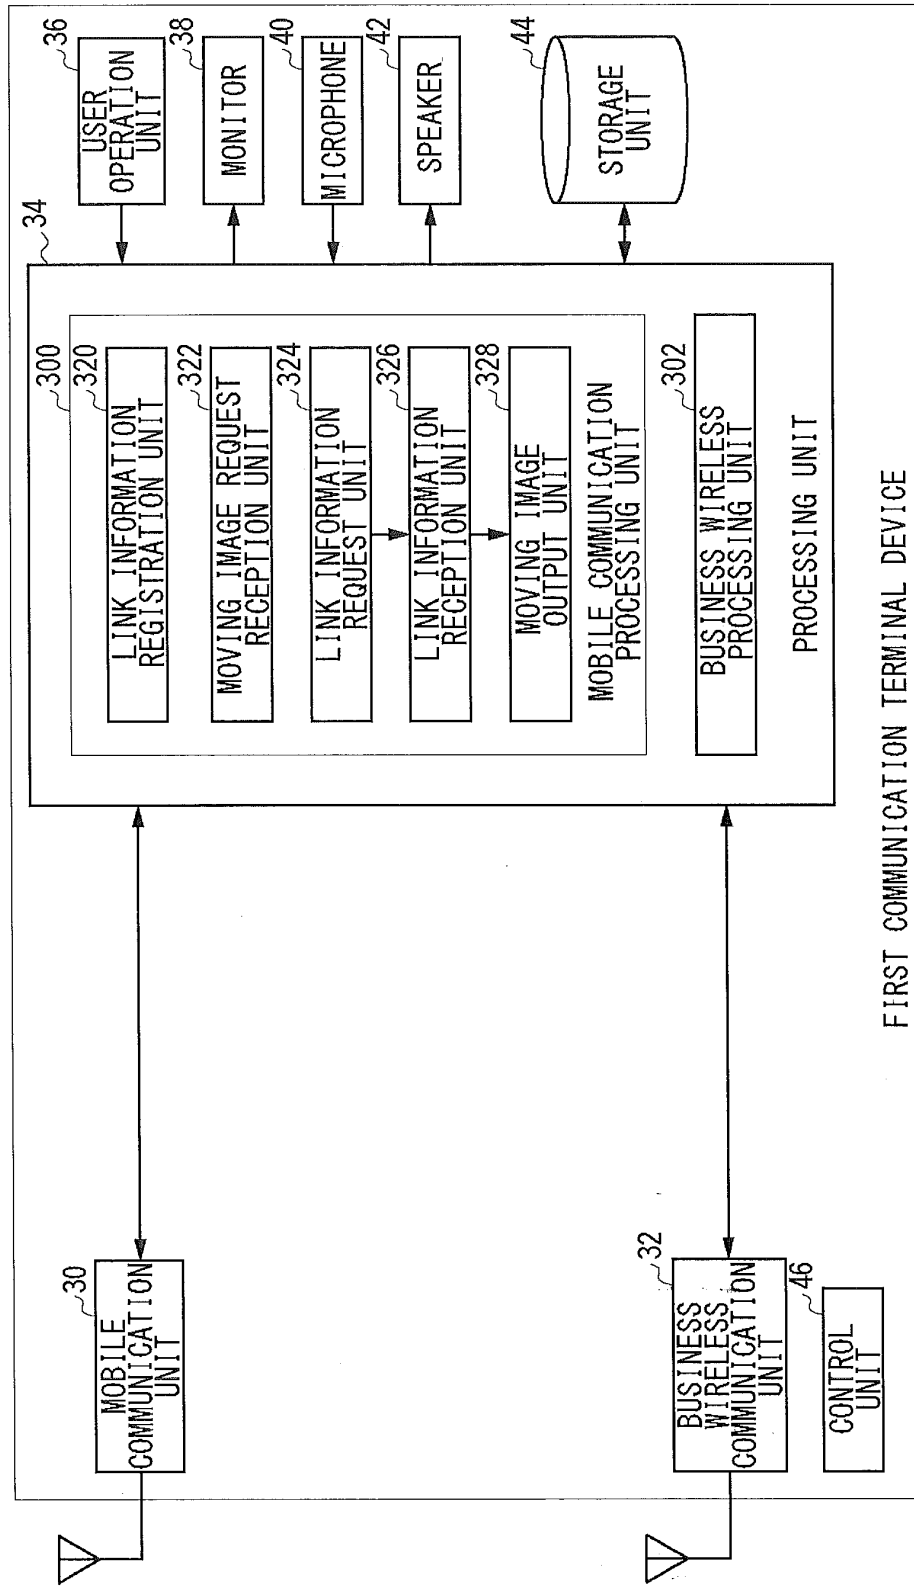 30
MOBILE
COMMUNICATION
UNIT
32
BUSINESS
WIRELESS
COMMUNICATION
UNIT
46
CONTROL
UNIT
34
300
320
LINK INFORMATION
REGISTRATION UNIT
322
MOVING IMAGE REQUEST
RECEPTION UNIT
324
LINK INFORMATION
REQUEST UNIT
326
LINK INFORMATION
RECEPTION UNIT
328
MOVING IMAGE
OUTPUT UNIT
MOBILE COMMUNICATION
PROCESSING UNIT
302
BUSINESS WIRELESS
PROCESSING UNIT
PROCESSING UNIT
36
USER
OPERATION
UNIT
38
MONITOR
40
MICROPHONE
42
SPEAKER
44
STORAGE
UNIT
FIRST COMMUNICATION TERMINAL DEVICE